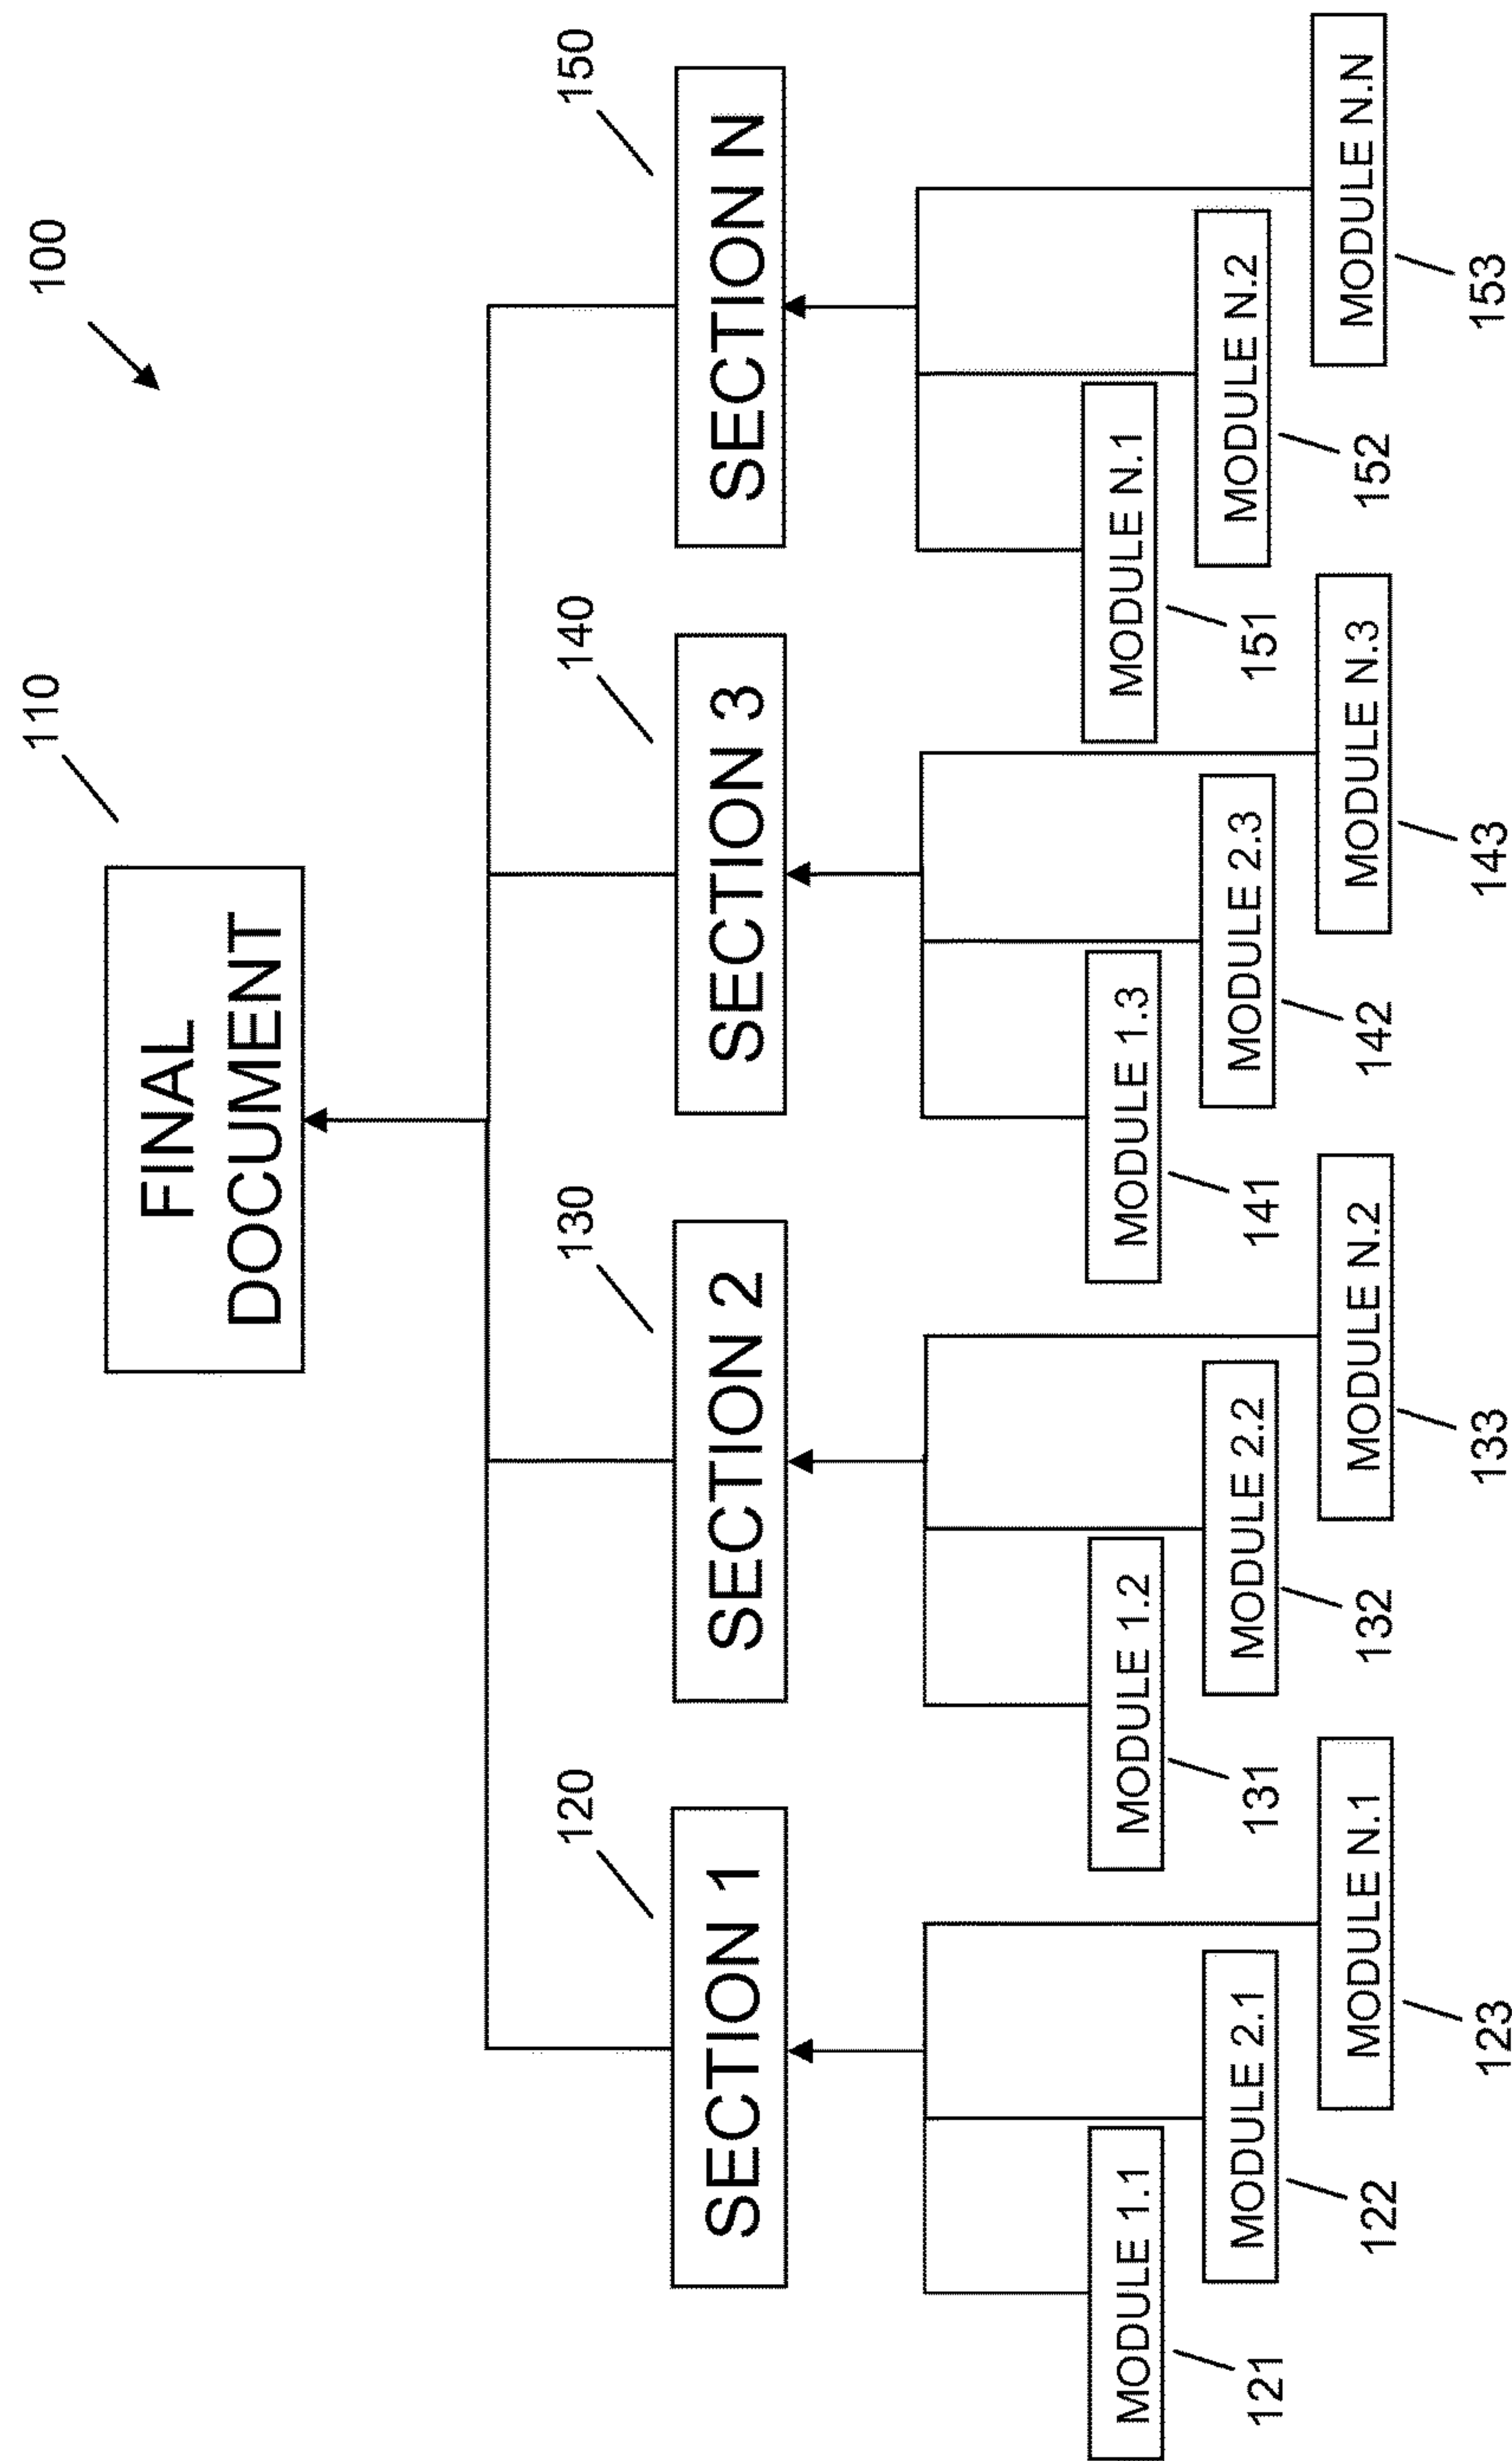 100
110
FINAL
DOCUMENT
120
130
140
150
SECTION 1
SECTION 2
SECTION 3
SECTION N
MODULE 1.1
MODULE 1.2
MODULE 1.3
MODULE N.1
121
131
141
151
MODULE 2.1
MODULE 2.2
MODULE 2.3
MODULE N.2
122
132
142
152
MODULE N.1
MODULE N.2
MODULE N.3
MODULE N.N
123
133
143
153